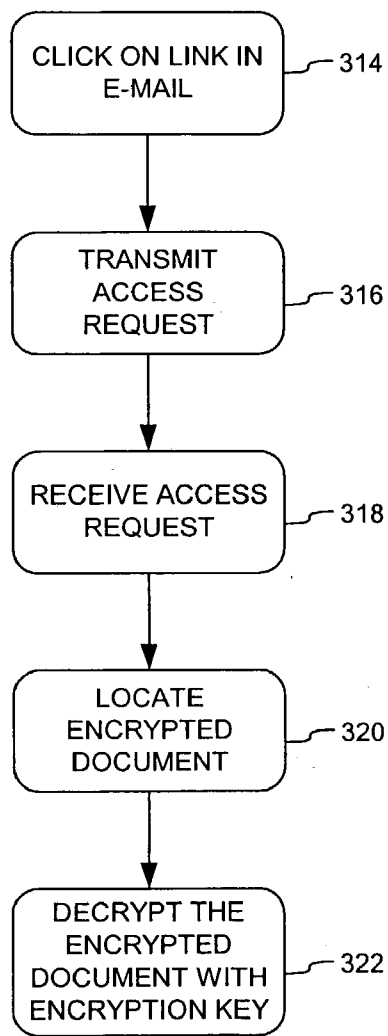 CLICK ON LINK IN
E-MAIL
314
TRANSMIT
ACCESS
REQUEST
316
RECEIVE ACCESS
REQUEST
318
LOCATE
ENCRYPTED
DOCUMENT
320
DECRYPT THE
ENCRYPTED
DOCUMENT WITH
ENCRYPTION KEY
322